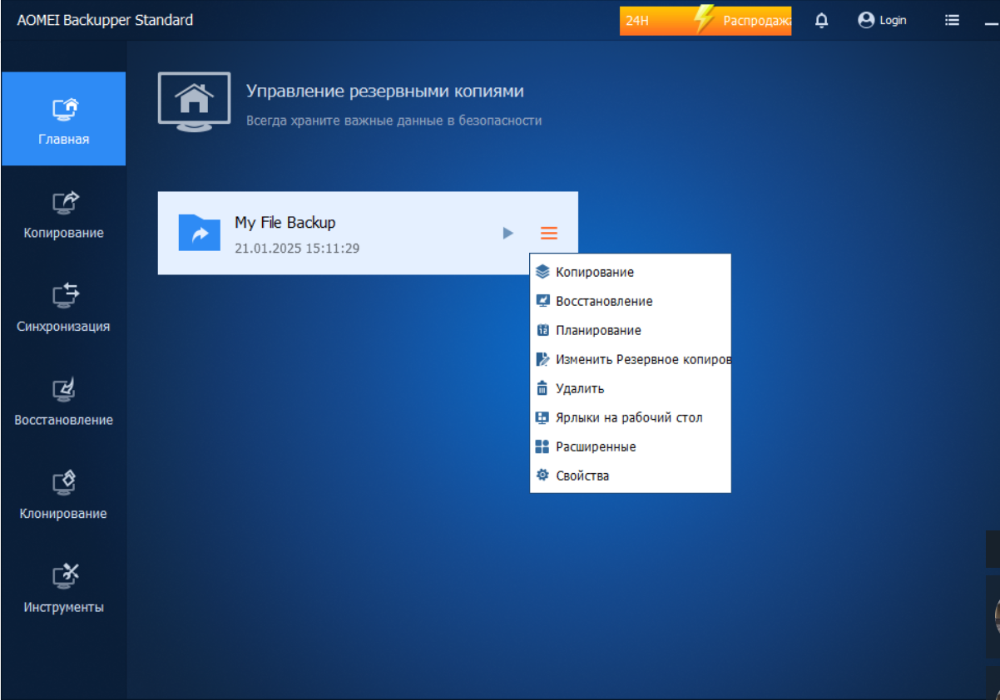 AOMEI Backupper Standard
24H
Распродажа
Login
Управление резервными копиями
Всегда храните важные данные в безопасности
Главная
Копирование
Синхронизация
Восстановление
Клонирование
Инструменты
My File Backup
21.01.2025 15:11:29
Копирование
Восстановление
Планирование
Изменить Резервное копиров
Удалить
Ярлыки на рабочий стол
Расширенные
Свойства